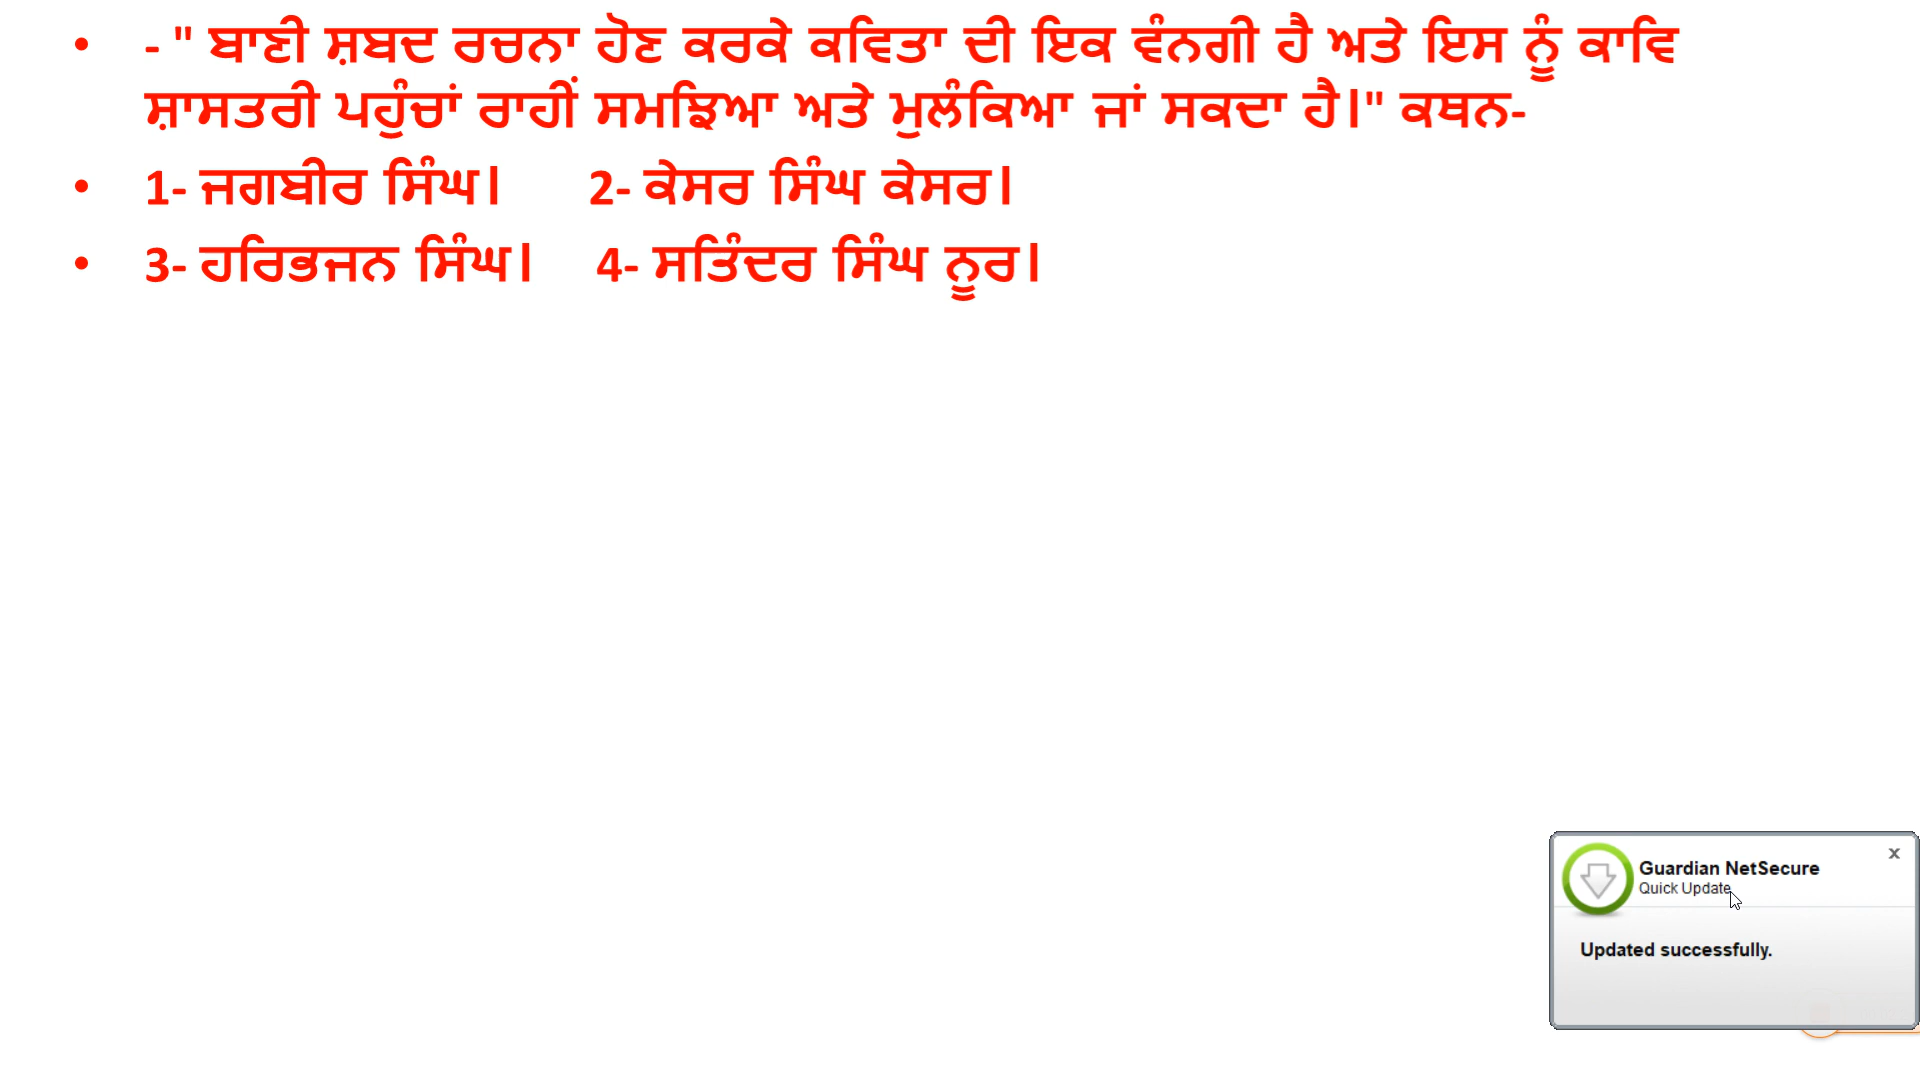 • - " ਬਾਣੀ ਸ਼ਬਦ ਰਚਨਾ ਹੋਣ ਕਰਕੇ ਕਵਿਤਾ ਦੀ ਇਕ ਵੰਨਗੀ ਹੈ ਅਤੇ ਇਸ ਨੂੰ ਕਾਵਿ
ਸ਼ਾਸਤਰੀ ਪਹੁੰਚਾਂ ਰਾਹੀਂ ਸਮਝਿਆ ਅਤੇ ਮੁਲੰਕਿਆ ਜਾਂ ਸਕਦਾ ਹੈ।" ਕਥਨ-
• 1- ਜਗਬੀਰ ਸਿੰਘ। 2- ਕੇਸਰ ਸਿੰਘ ਕੇਸਰ।
• 3- ਹਰਿਭਜਨ ਸਿੰਘ। 4- ਸਤਿੰਦਰ ਸਿੰਘ ਨੂਰ।
Guardian NetSecure x
Quick Update
Updated successfully.